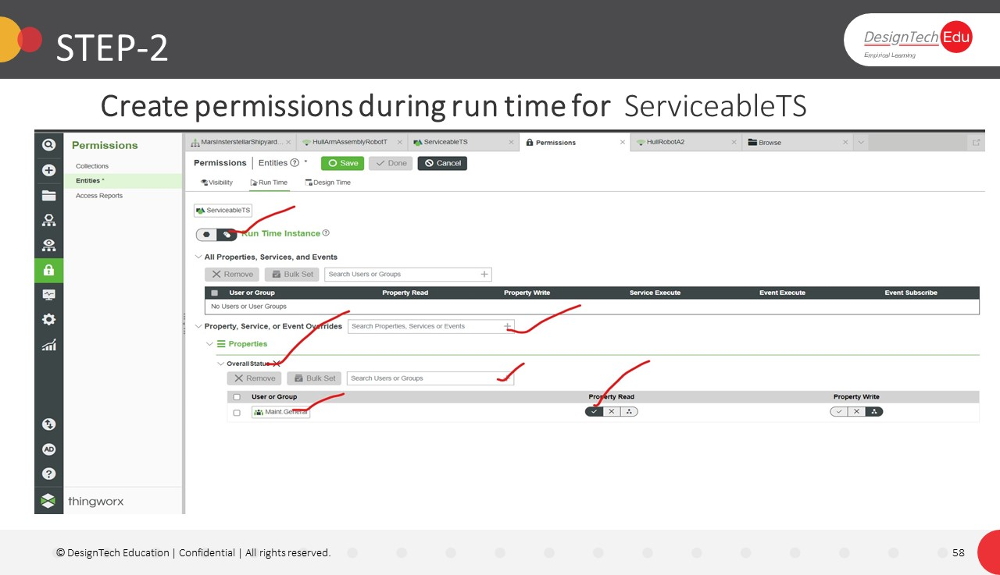 STEP-2
DesignTech Edu
Empirical Learning
Create permissions during run time for ServiceableTS
Permissions
Collections
Entities *
Access Reports
MarsInsterstellarShipyard...
HullArmAssemblyRobotT
ServiceableTS
Permissions
HullRobotA2
Browse
Permissions Entities ? * Save Done Cancel
Visibility Run Time Design Time
ServiceableTS
Run Time Instance ?
All Properties, Services, and Events
Remove Bulk Set Search Users or Groups
User or Group Property Read Property Write Service Execute Event Execute Event Subscribe
No Users or User Groups
Property, Service, or Event Overrides Search Properties, Services or Events
Properties
OverallStatus
Remove Bulk Set Search Users or Groups
User or Group Property Read Property Write
Maint.General
AD
?
thingworx
© DesignTech Education | Confidential | All rights reserved.
58